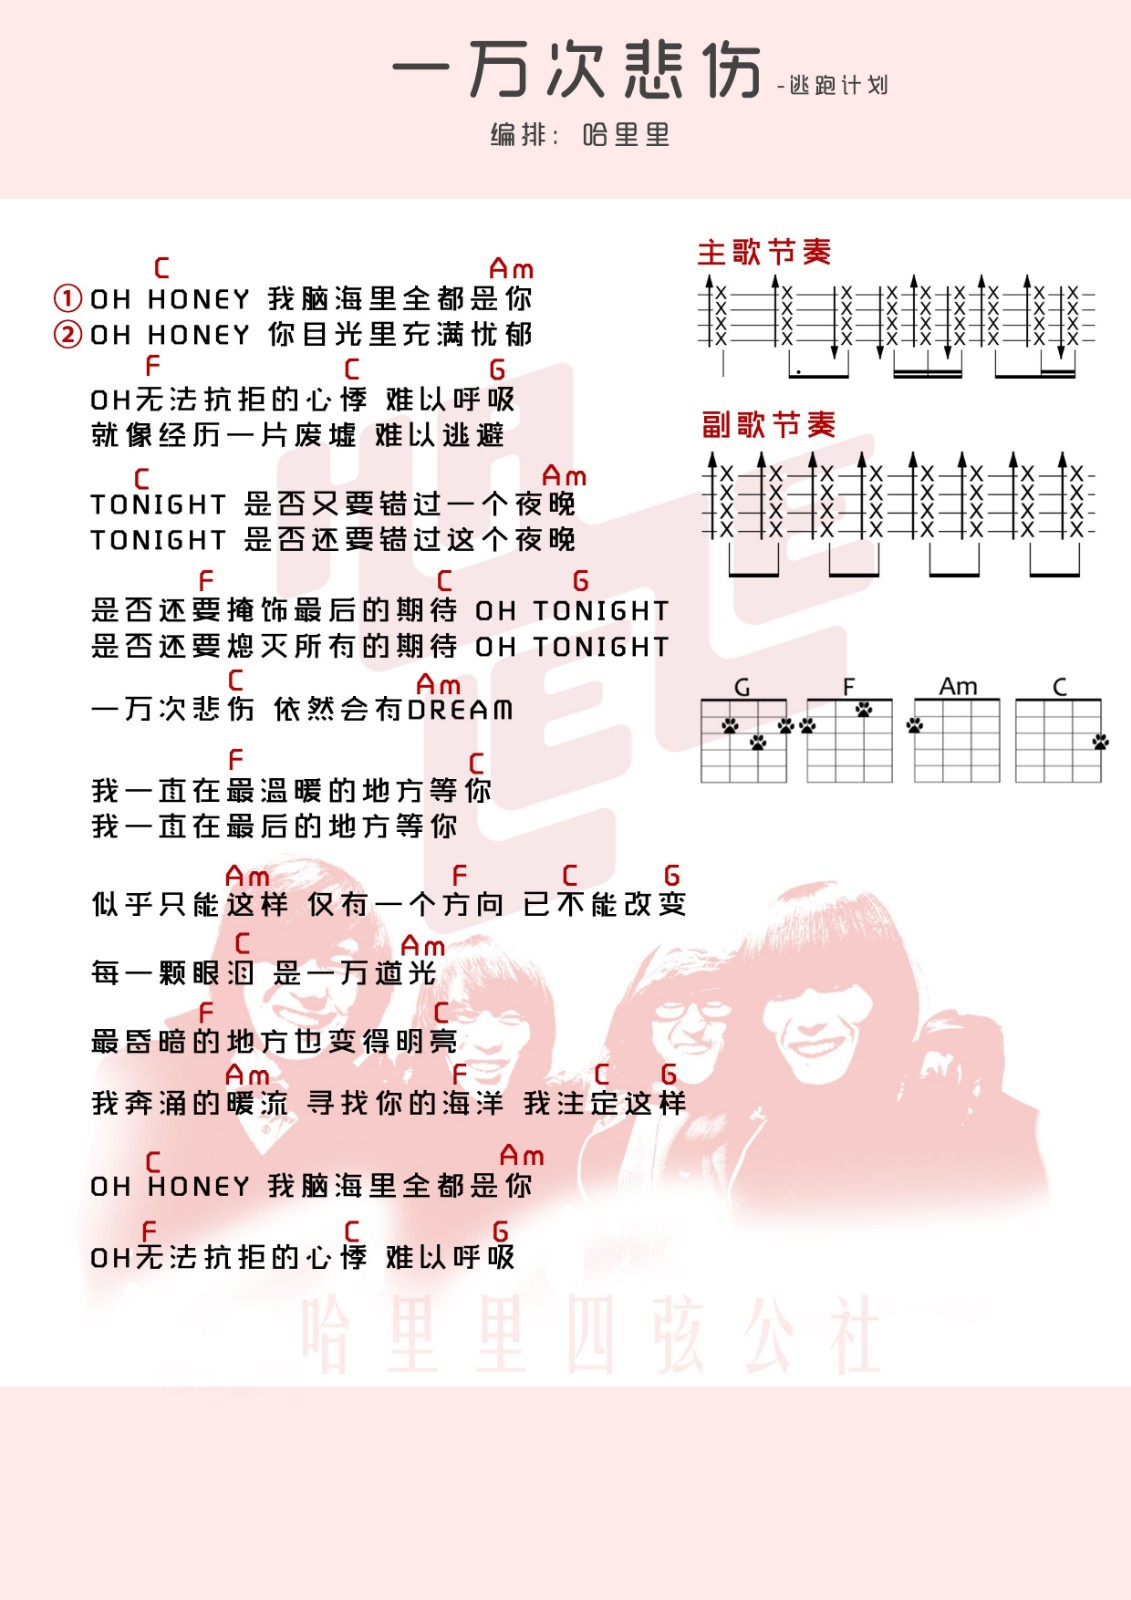 一万次悲伤 -逃跑计划
编排：哈里里
C Am
① OH HONEY 我脑海里全都是你
② OH HONEY 你目光里充满忧郁
F C G
OH无法抗拒的心悸 难以呼吸
就像经历一片废墟 难以逃避
C Am
TONIGHT 是否又要错过一个夜晚
TONIGHT 是否还要错过这个夜晚
F C G
是否还要掩饰最后的期待 OH TONIGHT
是否还要熄灭所有的期待 OH TONIGHT
C Am
一万次悲伤 依然会有DREAM
F C
我一直在最温暖的地方等你
我一直在最后的地方等你
Am F C G
似乎只能这样 仅有一个方向 已不能改变
C Am
每一颗眼泪 是一万道光
F C
最昏暗的地方也变得明亮
Am F C G
我奔涌的暖流 寻找你的海洋 我注定这样
C Am
OH HONEY 我脑海里全都是你
F C G
OH无法抗拒的心悸 难以呼吸
主歌节奏
副歌节奏
G F Am C
哈里里四弦公社